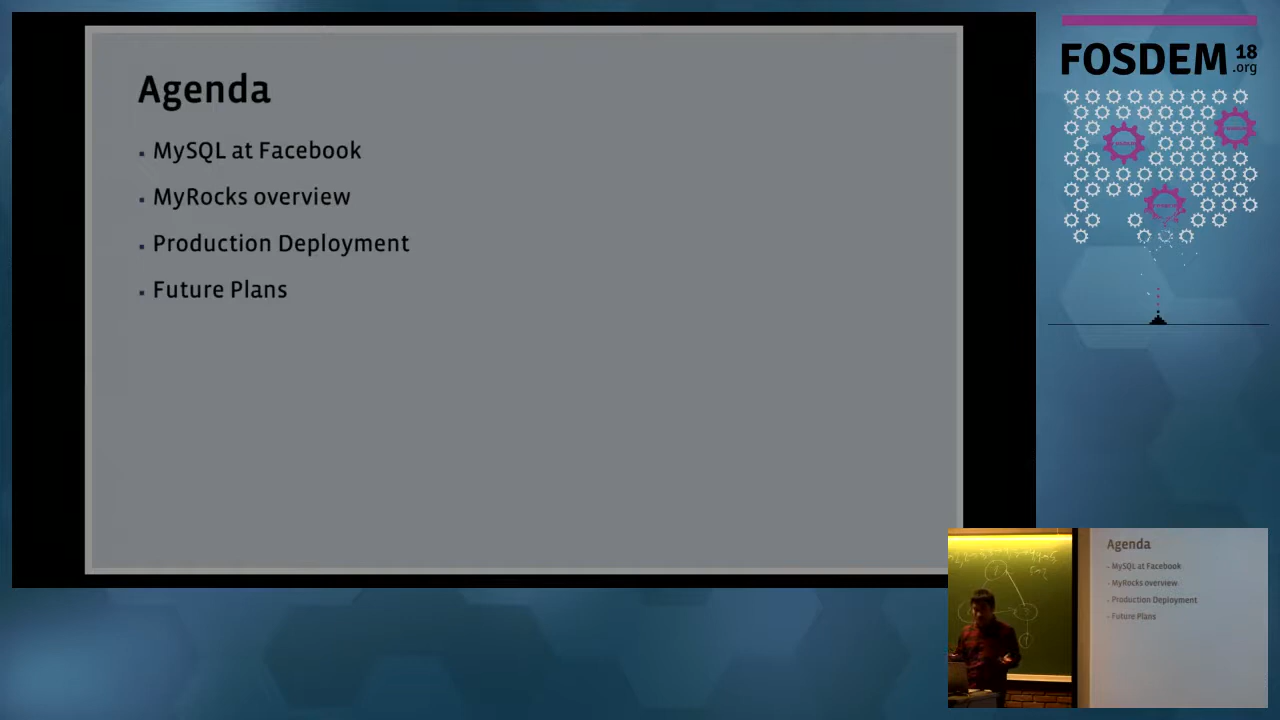 Agenda
▪ MySQL at Facebook
▪ MyRocks overview
▪ Production Deployment
▪ Future Plans
FOSDEM 18
.org
Agenda
- MySQL at Facebook
- MyRocks overview
- Production Deployment
- Future Plans